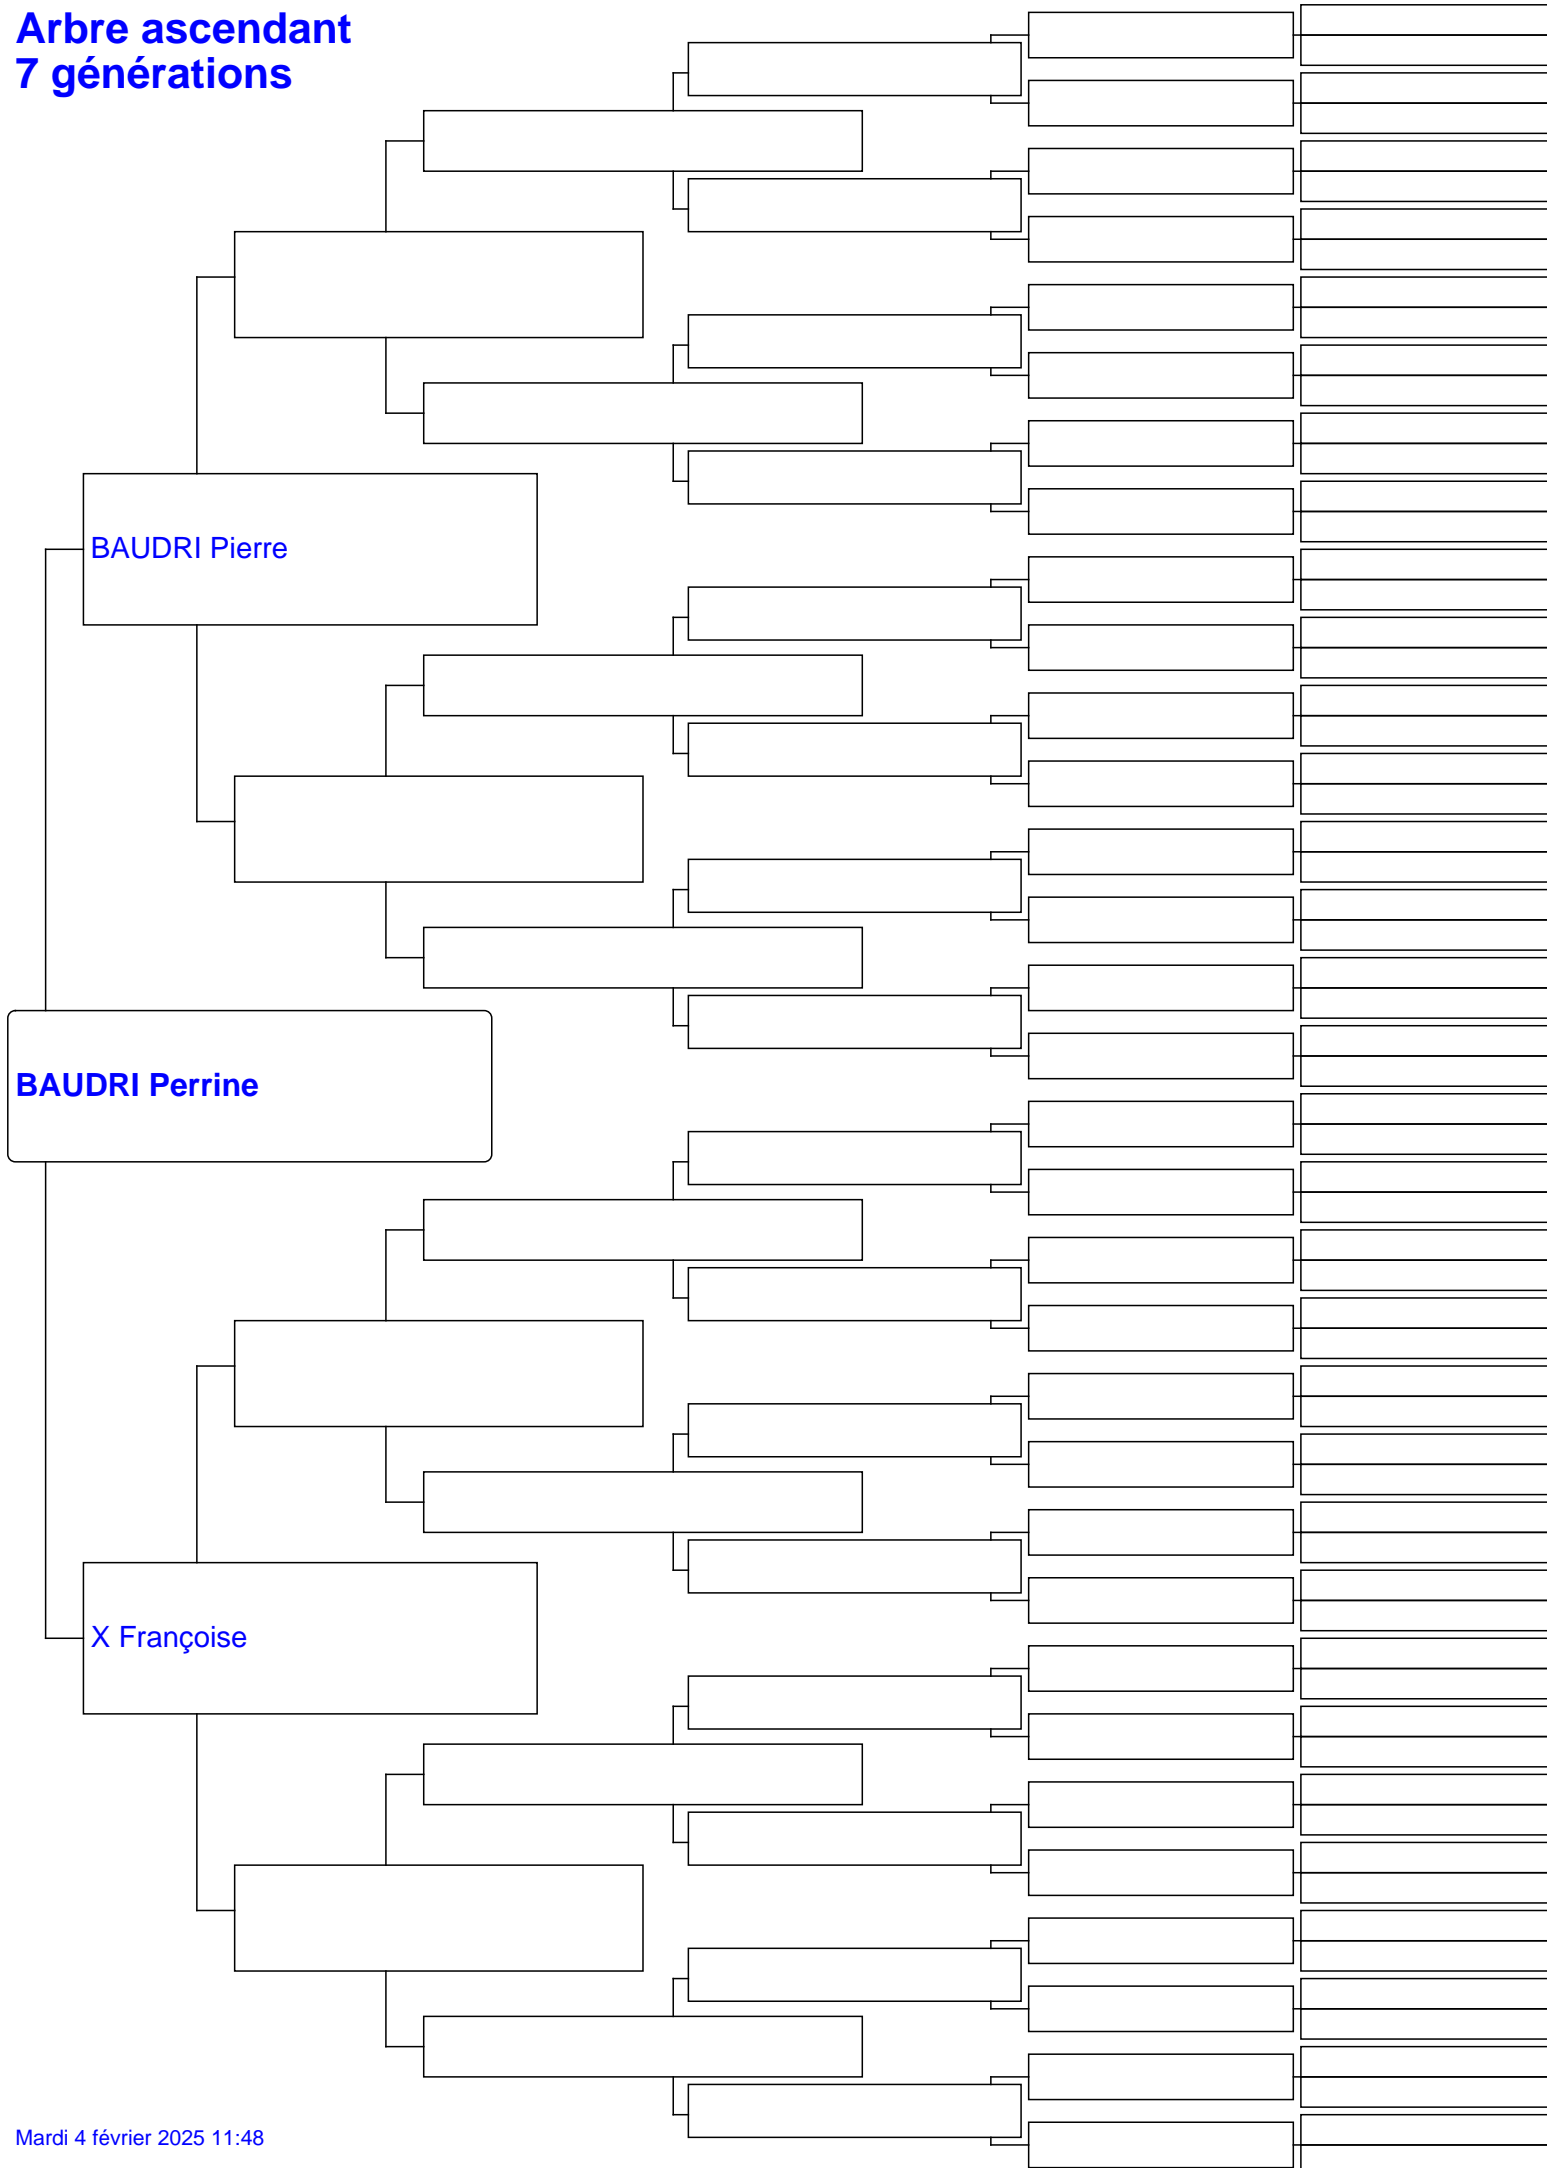 Arbre ascendant
7 générations
BAUDRI Pierre
BAUDRI Perrine
X Françoise
Mardi 4 février 2025 11:48